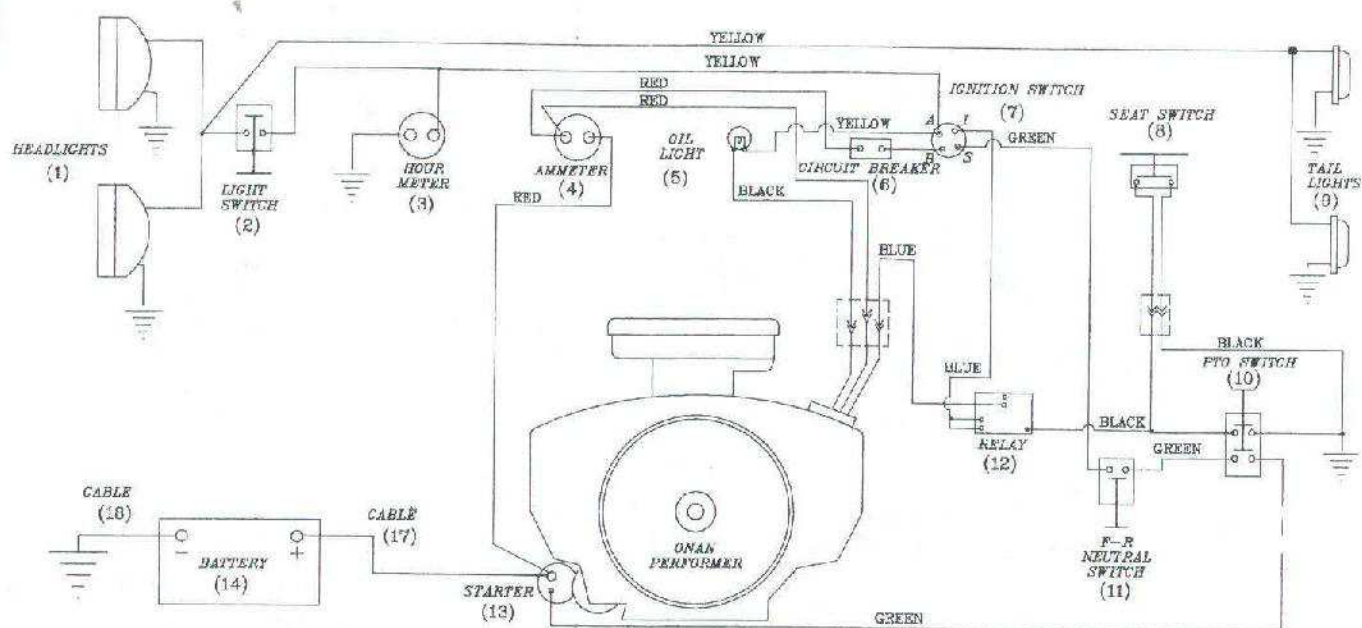 YELLOW
YELLOW
RED
RED
IGNITION SWITCH
(7)
SEAT SWITCH
(8)
HEADLIGHTS
(1)
LIGHT
SWITCH
(2)
HOUR
METER
(3)
AMMETER
(4)
OIL
LIGHT
(5)
YELLOW
A
I
B
S
GREEN
CIRCUIT BREAKER
(6)
TAIL
LIGHTS
(9)
RED
BLACK
BLUE
BLACK
PTO SWITCH
(10)
BLUE
BLACK
RELAY
(12)
GREEN
CABLE
(18)
CABLE
(17)
- +
BATTERY
(14)
ONAN
PERFORMER
F-R
NEUTRAL
SWITCH
(11)
STARTER
(13)
GREEN